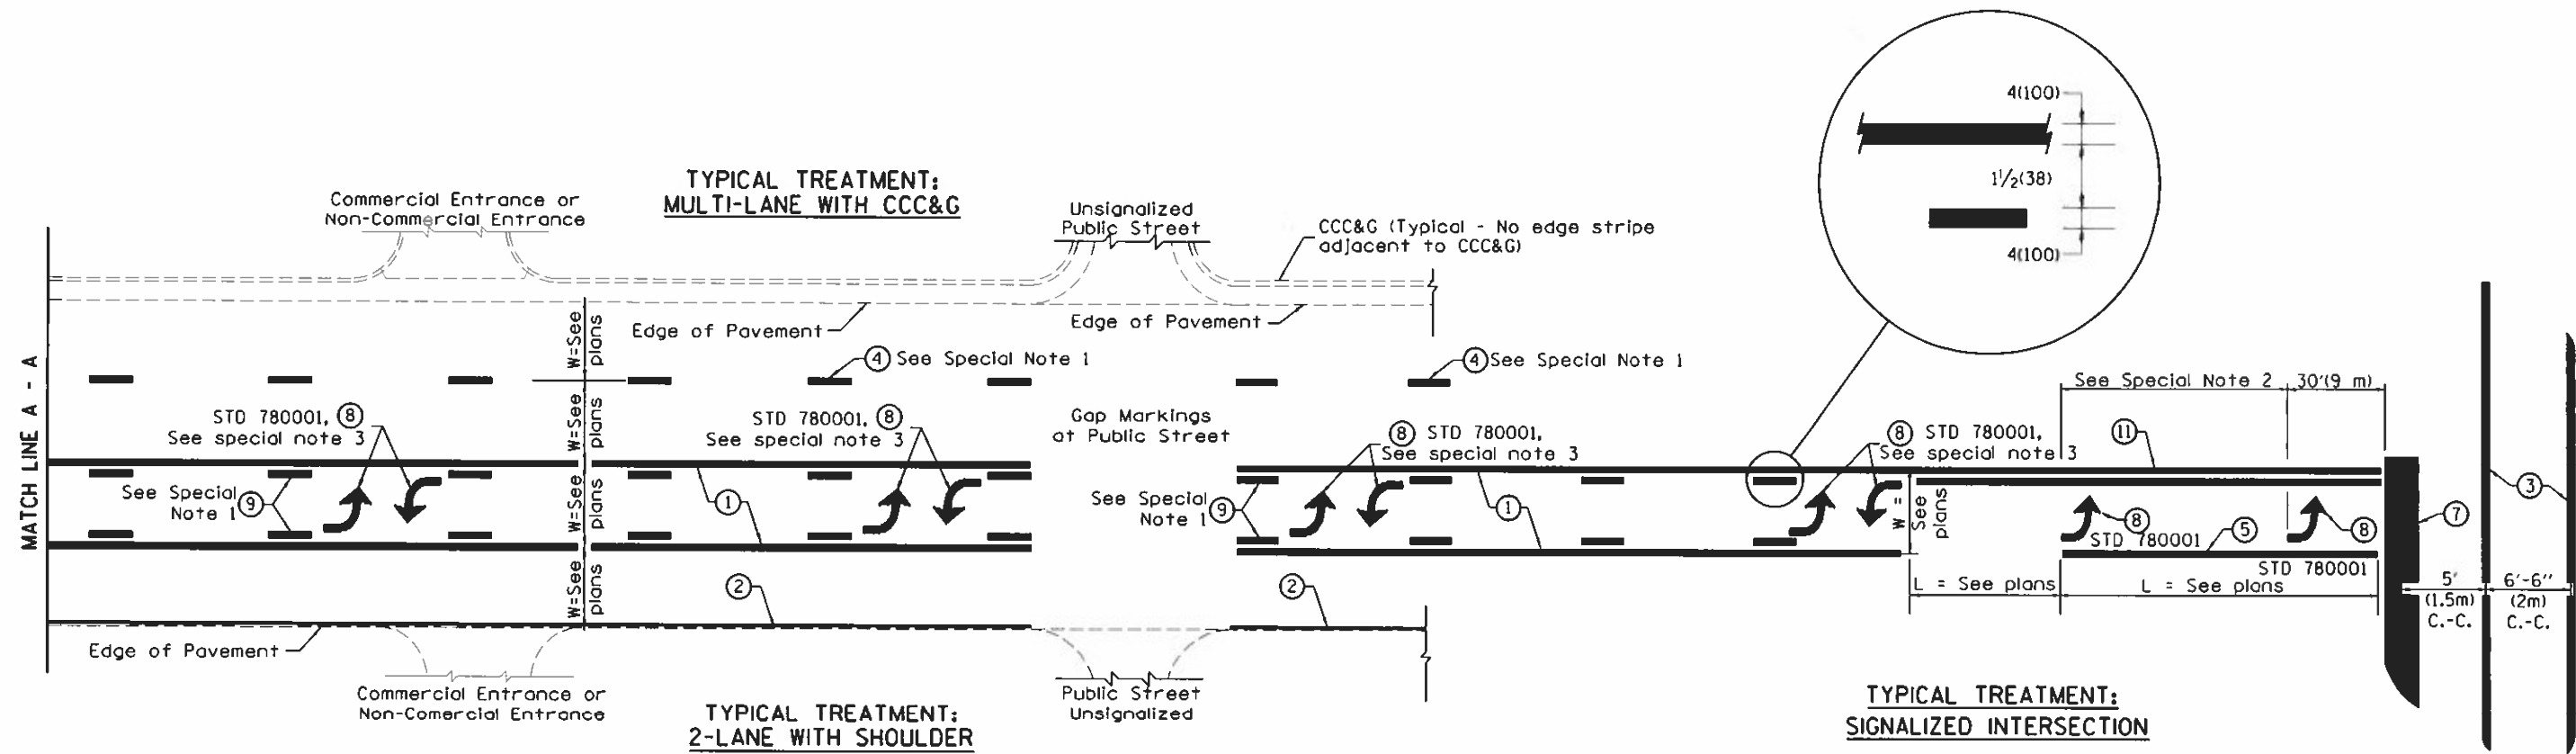 TYPICAL TREATMENT:
MULTI-LANE WITH CCC&G
Commercial Entrance or
Non-Commercial Entrance
Unsignalized
Public Street
CCC&G (Typical - No edge stripe
adjacent to CCC&G)
4(100)
1½(38)
4(100)
MATCH LINE A - A
W=See
plans
W=See
plans
W=See
plans
W=See
plans
Edge of Pavement
Edge of Pavement
4 See Special Note 1
4 See Special Note 1
STD 780001, 8
See special note 3
STD 780001, 8
See special note 3
Gap Markings
at Public Street
8 STD 780001,
See special note 3
8 STD 780001,
See special note 3
See Special Note 2
30'(9 m)
11
See Special
Note 1 9
1
See Special
Note 1 9
1
W =
See
plans
8
STD 780001
5
8
STD 780001
7
3
2
2
L = See plans
L = See plans
5'
(1.5m)
C.-C.
6'-6"
(2m)
C.-C.
Edge of Pavement
Commercial Entrance or
Non-Comercial Entrance
Public Street
Unsignalized
TYPICAL TREATMENT:
2-LANE WITH SHOULDER
TYPICAL TREATMENT:
SIGNALIZED INTERSECTION